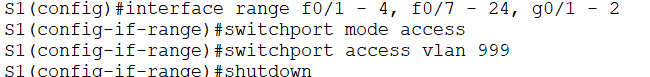 S1(config)#interface range f0/1 - 4, f0/7 - 24, g0/1 - 2
S1(config-if-range)#switchport mode access
S1(config-if-range)#switchport access vlan 999
S1(config-if-range)#shutdown